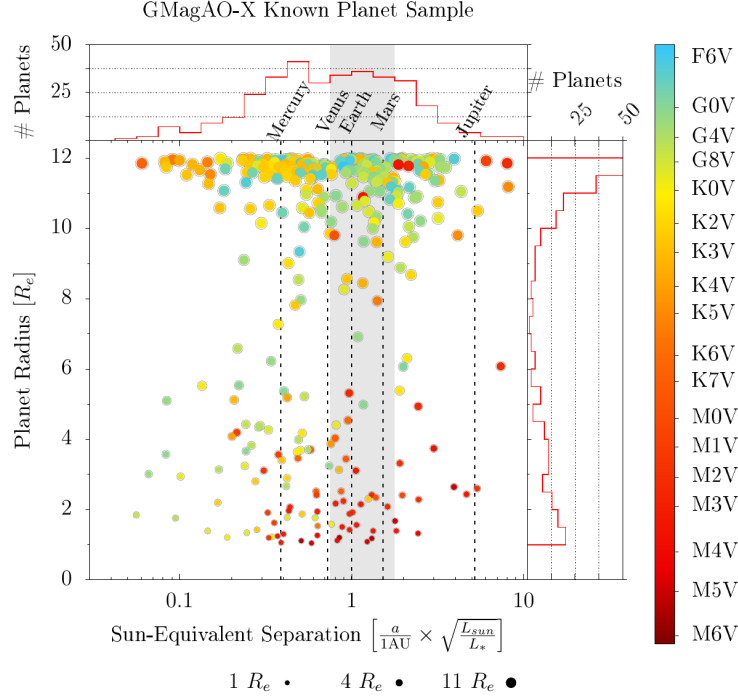 GMagAO-X Known Planet Sample
50
25
# Planets
# Planets
25
50
Mercury
Venus
Earth
Mars
Jupiter
12
10
8
6
4
2
0
Planet Radius [R_e]
0.1
1
10
Sun-Equivalent Separation [a/1AU × √(L_sun/L_*)]
1 R_e
4 R_e
11 R_e
F6V
G0V
G4V
G8V
K0V
K2V
K3V
K4V
K5V
K6V
K7V
M0V
M1V
M2V
M3V
M4V
M5V
M6V